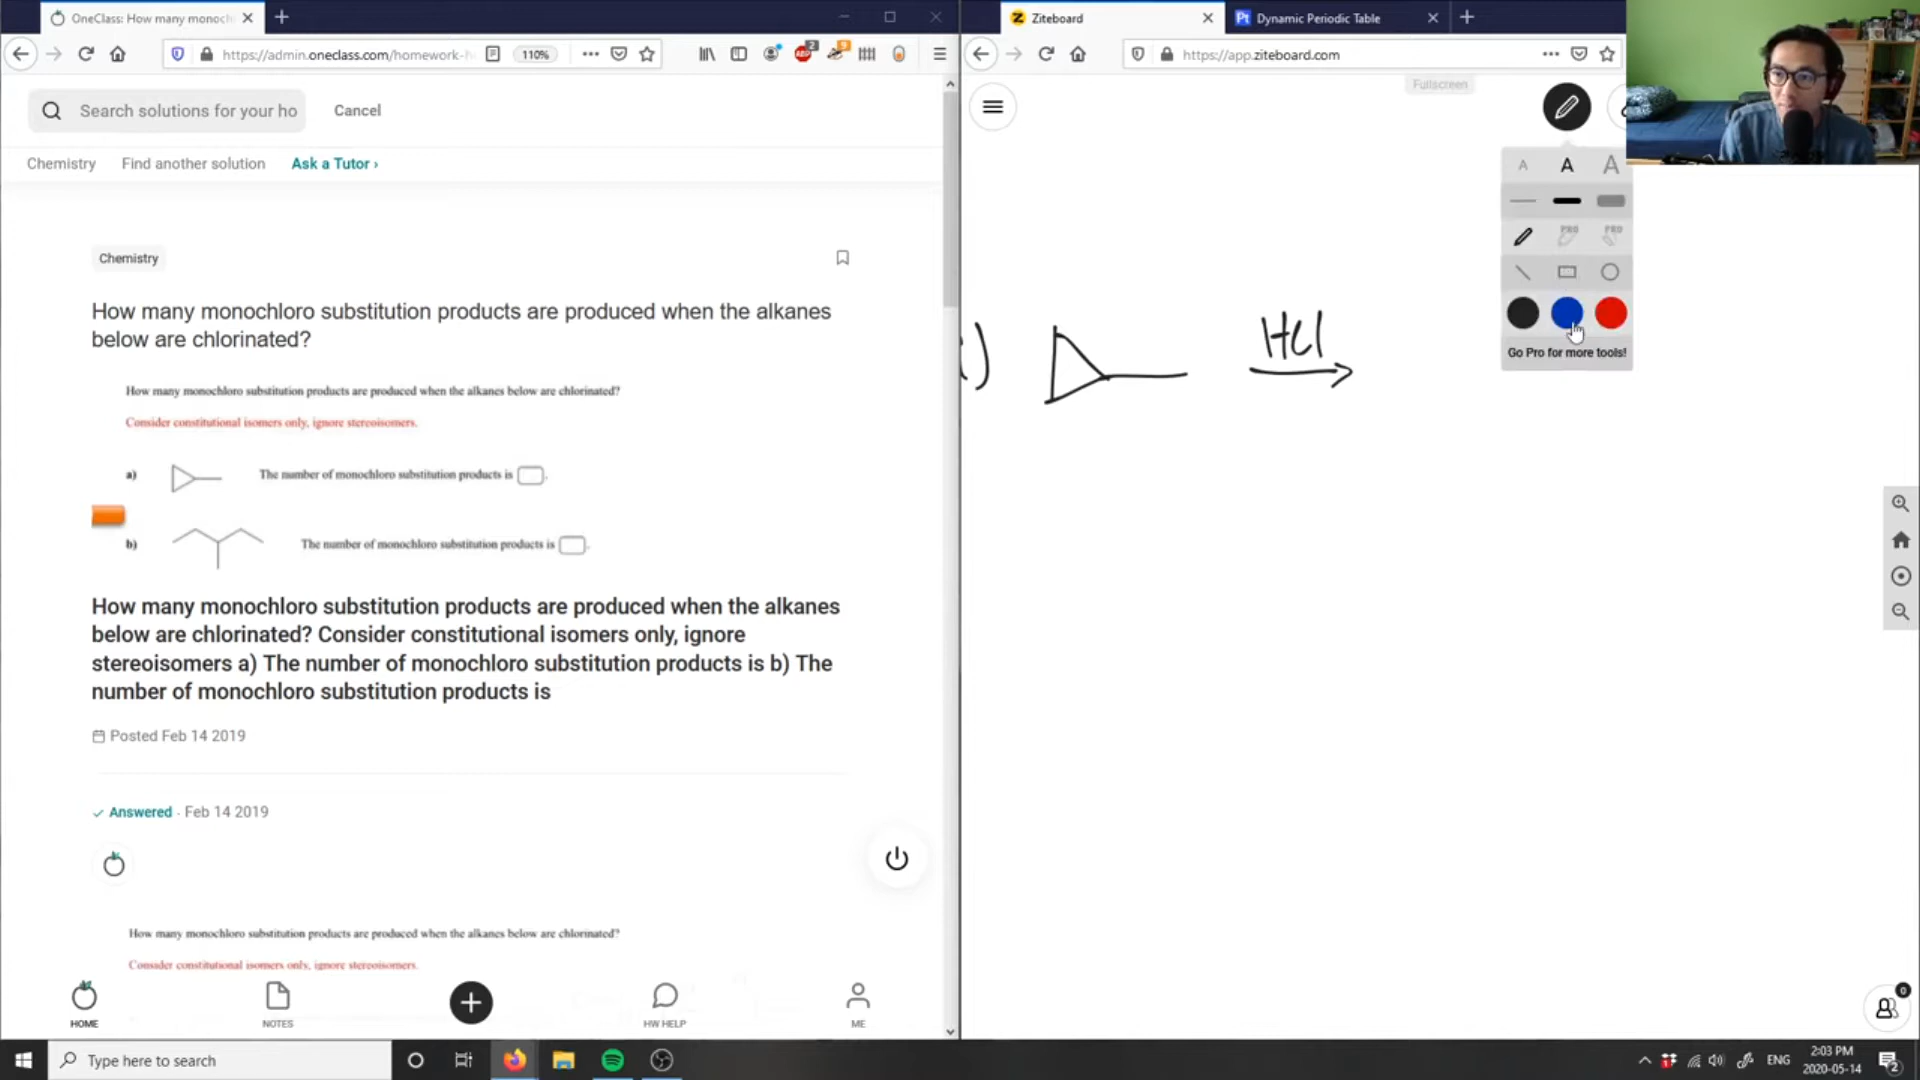 OneClass: How many monoch
https://admin.oneclass.com/homework-h
110%
2
9
Search solutions for your ho
Cancel
Chemistry
Find another solution
Ask a Tutor ›
Chemistry
How many monochloro substitution products are produced when the alkanes
below are chlorinated?
How many monochloro substitution products are produced when the alkanes below are chlorinated?
Consider constitutional isomers only, ignore stereoisomers.
a)
The number of monochloro substitution products is
.
b)
The number of monochloro substitution products is
.
How many monochloro substitution products are produced when the alkanes
below are chlorinated? Consider constitutional isomers only, ignore
stereoisomers a) The number of monochloro substitution products is b) The
number of monochloro substitution products is
Posted Feb 14 2019
Answered . Feb 14 2019
How many monochloro substitution products are produced when the alkanes below are chlorinated?
Consider constitutional isomers only, ignore stereoisomers.
HOME
NOTES
HW HELP
ME
Ziteboard
Pt
Dynamic Periodic Table
https://app.ziteboard.com
Fullscreen
A A A
PRO PRO
Go Pro for more tools!
HCl
0
Type here to search
ENG
2:03 PM
2020-05-14
2